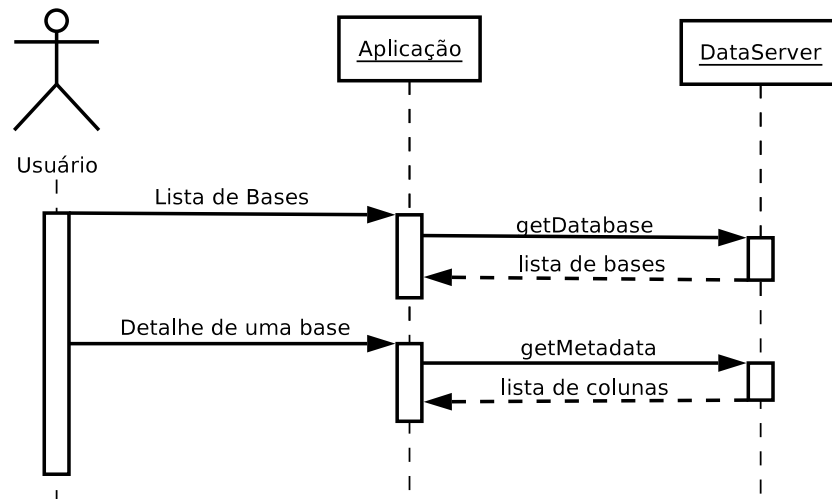 Aplicação
DataServer
Usuário
Lista de Bases
getDatabase
lista de bases
Detalhe de uma base
getMetadata
lista de colunas